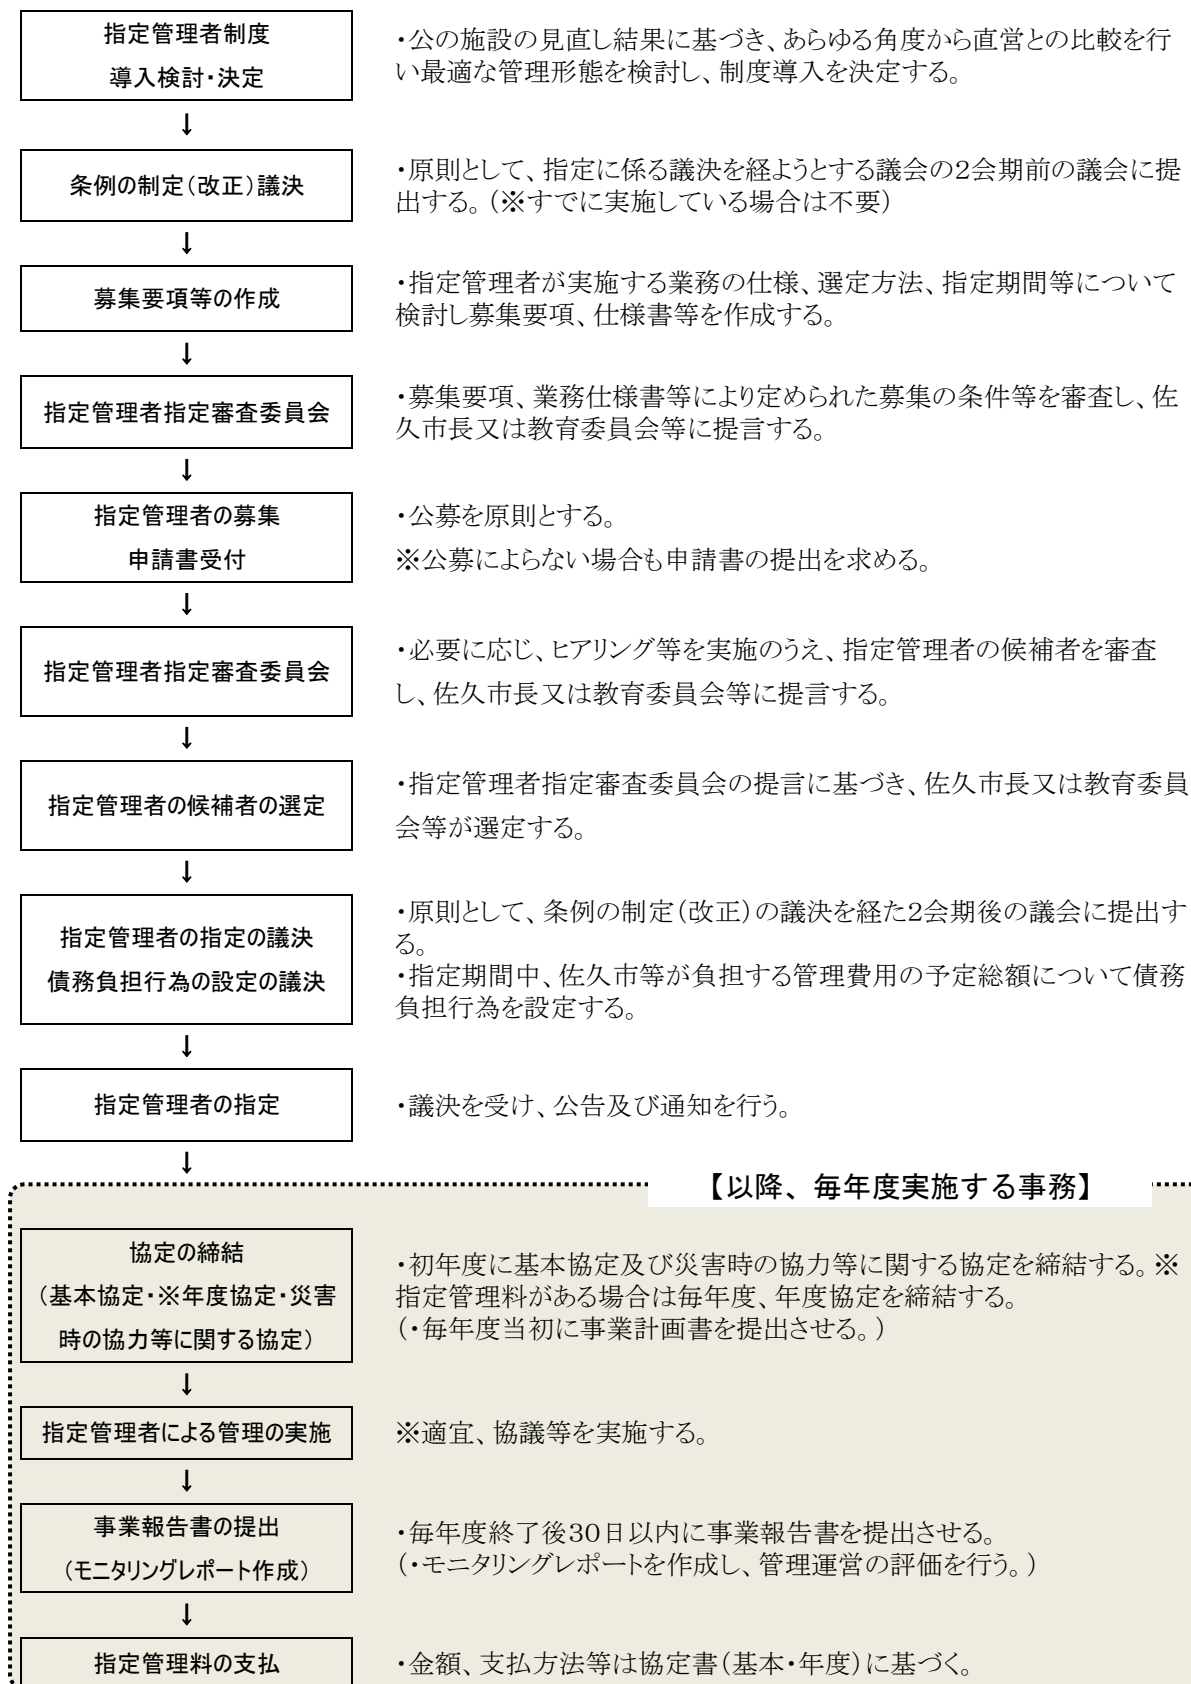 指定管理者制度
導入検討・決定
・公の施設の見直し結果に基づき、あらゆる角度から直営との比較を行
い最適な管理形態を検討し、制度導入を決定する。
↓
条例の制定（改正）議決
・原則として、指定に係る議決を経ようとする議会の2会期前の議会に提
出する。（※すでに実施している場合は不要）
↓
募集要項等の作成
・指定管理者が実施する業務の仕様、選定方法、指定期間等について
検討し募集要項、仕様書等を作成する。
↓
指定管理者指定審査委員会
・募集要項、業務仕様書等により定められた募集の条件等を審査し、佐
久市長又は教育委員会等に提言する。
↓
指定管理者の募集
申請書受付
・公募を原則とする。
※公募によらない場合も申請書の提出を求める。
↓
指定管理者指定審査委員会
・必要に応じ、ヒアリング等を実施のうえ、指定管理者の候補者を審査
し、佐久市長又は教育委員会等に提言する。
↓
指定管理者の候補者の選定
・指定管理者指定審査委員会の提言に基づき、佐久市長又は教育委員
会等が選定する。
↓
指定管理者の指定の議決
債務負担行為の設定の議決
・原則として、条例の制定（改正）の議決を経た2会期後の議会に提出す
る。
・指定期間中、佐久市等が負担する管理費用の予定総額について債務
負担行為を設定する。
↓
指定管理者の指定
・議決を受け、公告及び通知を行う。
↓
【以降、毎年度実施する事務】
協定の締結
（基本協定・※年度協定・災害
時の協力等に関する協定）
・初年度に基本協定及び災害時の協力等に関する協定を締結する。※
指定管理料がある場合は毎年度、年度協定を締結する。
（・毎年度当初に事業計画書を提出させる。）
↓
指定管理者による管理の実施
※適宜、協議等を実施する。
↓
事業報告書の提出
（モニタリングレポート作成）
・毎年度終了後30日以内に事業報告書を提出させる。
（・モニタリングレポートを作成し、管理運営の評価を行う。）
↓
指定管理料の支払
・金額、支払方法等は協定書（基本・年度）に基づく。